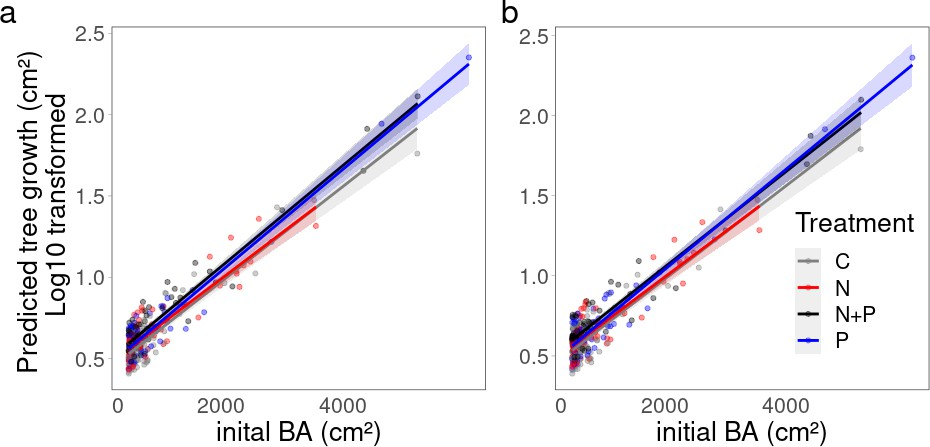 a
b
Predicted tree growth (cm²)
Log10 transformed
2.5
2.0
1.5
1.0
0.5
0
2000
4000
inital BA (cm²)
2.5
2.0
1.5
1.0
0.5
0
2000
4000
initial BA (cm²)
Treatment
C
N
N+P
P